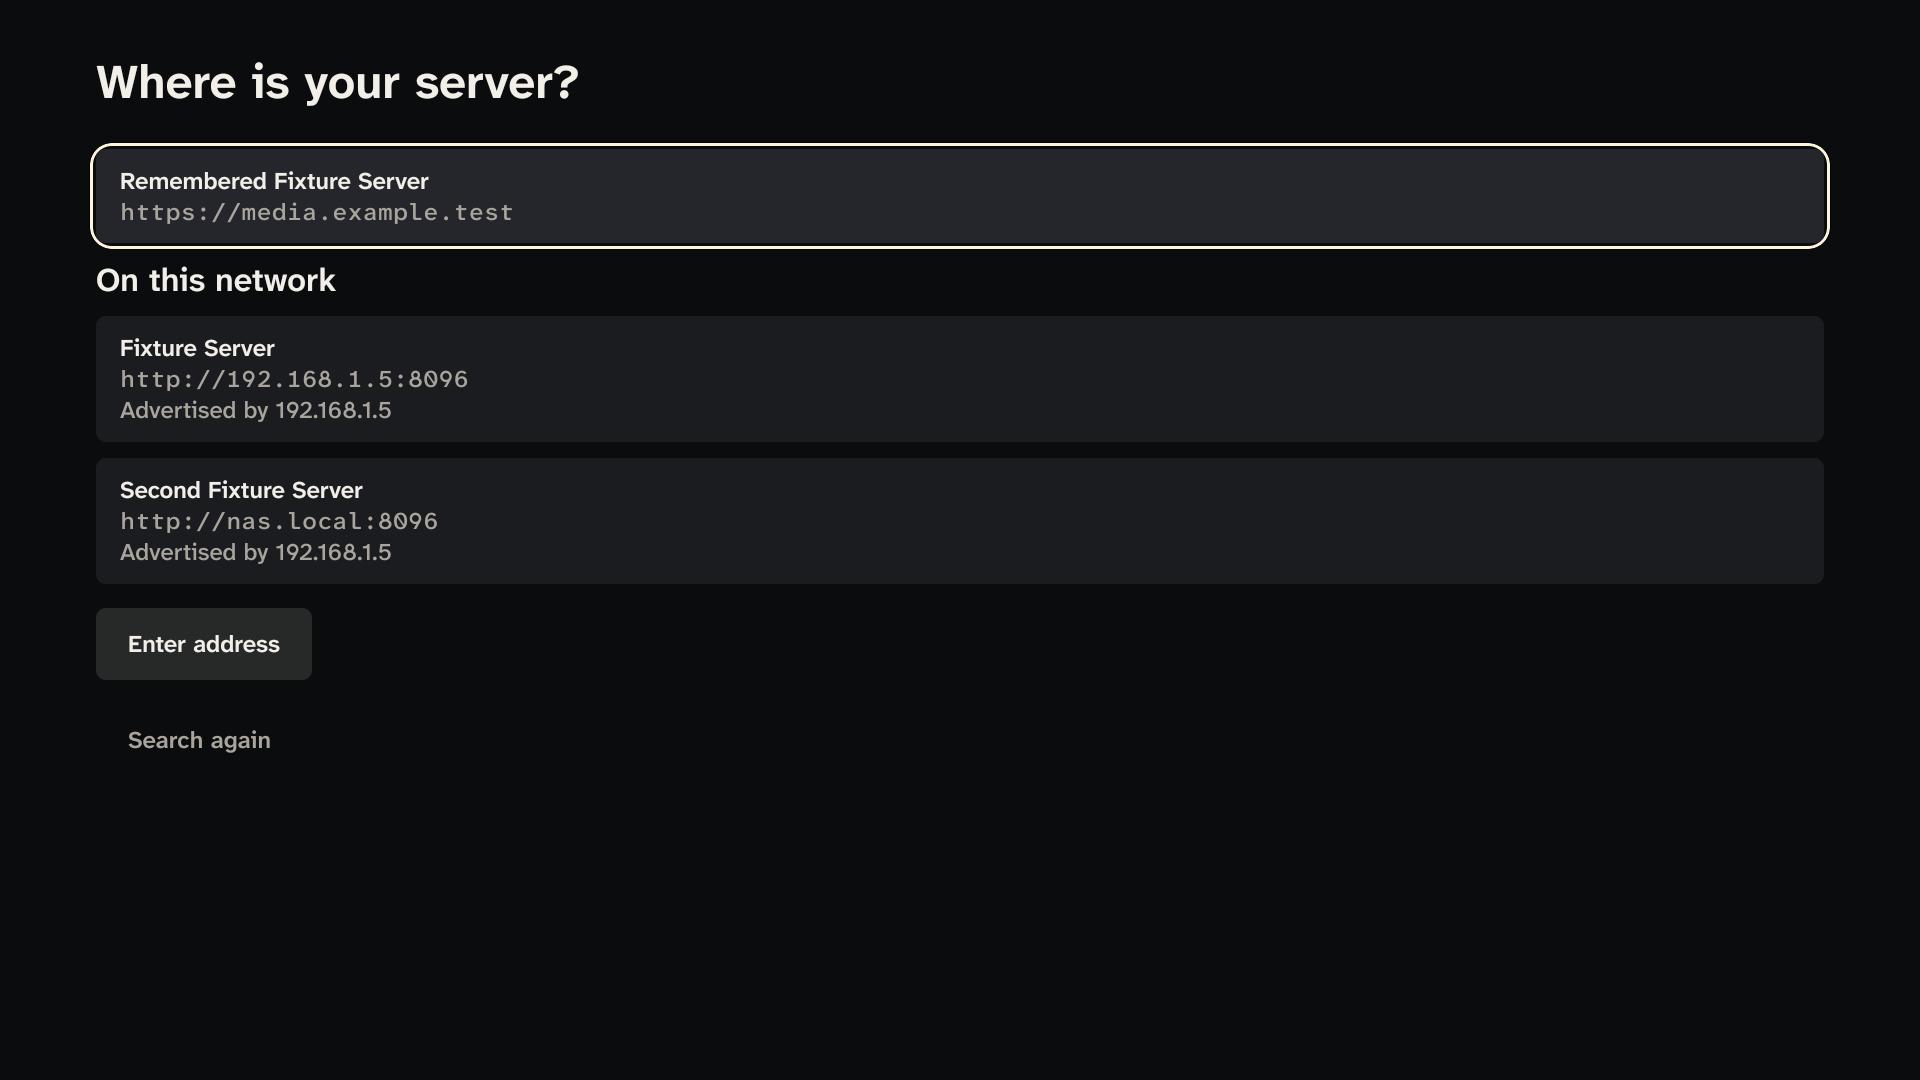 Where is your server?
Remembered Fixture Server
https://media.example.test
On this network
Fixture Server
http://192.168.1.5:8096
Advertised by 192.168.1.5
Second Fixture Server
http://nas.local:8096
Advertised by 192.168.1.5
Enter address
Search again